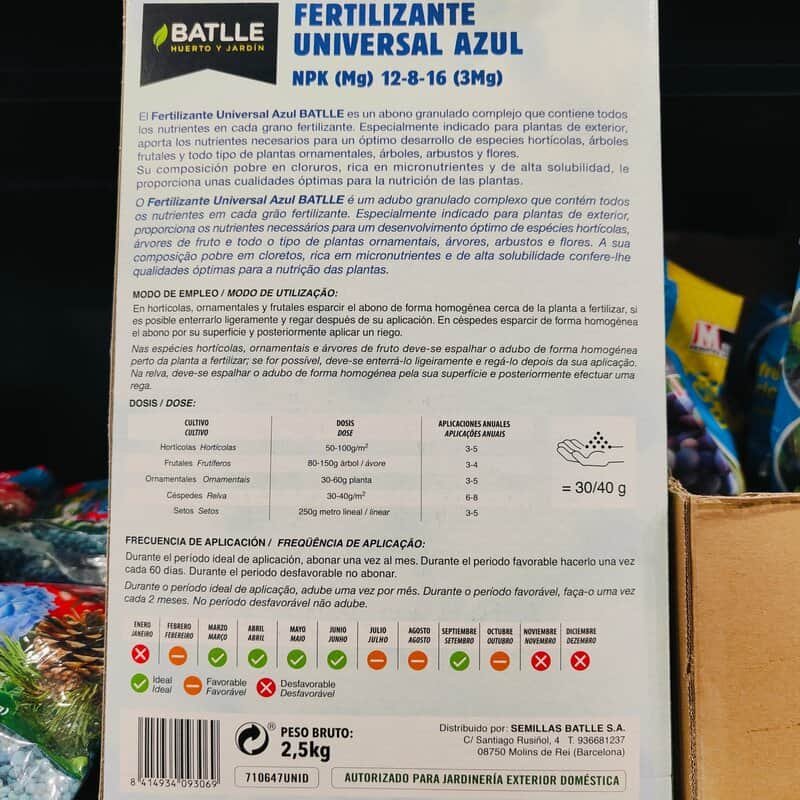 BATLLE
HUERTO Y JARDÍN
FERTILIZANTE
UNIVERSAL AZUL
NPK (Mg) 12-8-16 (3Mg)
El Fertilizante Universal Azul BATLLE es un abono granulado complejo que contiene todos
los nutrientes en cada grano fertilizante. Especialmente indicado para plantas de exterior,
aporta los nutrientes necesarios para un óptimo desarrollo de especies hortícolas, árboles
frutales y todo tipo de plantas ornamentales, árboles, arbustos y flores.
Su composición pobre en cloruros, rica en micronutrientes y de alta solubilidad, le
proporciona unas cualidades óptimas para la nutrición de las plantas.
O Fertilizante Universal Azul BATLLE é um adubo granulado complexo que contém todos
os nutrientes em cada grão fertilizante. Especialmente indicado para plantas de exterior,
proporciona os nutrientes necessários para um desenvolvimento óptimo de espécies hortícolas,
árvores de fruto e todo o tipo de plantas ornamentais, árvores, arbustos e flores. A sua
composição pobre em cloretos, rica em micronutrientes e de alta solubilidade confere-lhe
qualidades óptimas para a nutrição das plantas.
MODO DE EMPLEO / MODO DE UTILIZAÇÃO:
En hortícolas, ornamentales y frutales esparcir el abono de forma homogénea cerca de la planta a fertilizar, si
es posible enterrarlo ligeramente y regar después de su aplicación. En céspedes esparcir de forma homogénea
el abono por su superficie y posteriormente aplicar un riego.
Nas espécies hortícolas, ornamentais e árvores de fruto deve-se espalhar o adubo de forma homogénea
perto da planta a fertilizar; se for possível, deve-se enterrá-lo ligeiramente e regá-lo depois da sua aplicação.
Na relva, deve-se espalhar o adubo de forma homogénea pela sua superfície e posteriormente efectuar uma
rega.
DOSIS / DOSE:
CULTIVO DOSIS APLICACIONES ANUALES
CULTIVO DOSE APLICAÇÕES ANUAIS
Hortícolas Hortícolas 50-100g/m² 3-5
Frutales Frutíferos 80-150g árbol / ávore 3-4
Ornamentales Ornamentais 30-60g planta 3-5
Céspedes Relva 30-40g/m² 6-8
Setos Setos 250g metro lineal / linear 3-5
= 30/40 g
FRECUENCIA DE APLICACIÓN / FREQÜÊNCIA DE APLICAÇÃO:
Durante el período ideal de aplicación, abonar una vez al mes. Durante el período favorable hacerlo una vez
cada 60 días. Durante el periodo desfavorable no abonar.
Durante o período ideal de aplicação, adube uma vez por mês. Durante o período favorável, faça-o uma vez
cada 2 meses. No período desfavorável não adube.
ENERO FEBRERO MARZO ABRIL MAYO JUNIO JULIO AGOSTO SEPTIEMBRE OCTUBRE NOVIEMBRE DICIEMBRE
JANEIRO FEBEREIRO MARÇO ABRIL MAIO JUNHO JULHO AGOSTO SETEMBRO OUTUBRO NOVEMBRO DEZEMBRO
Ideal Favorable Desfavorable
Ideal Favorável Desfavorável
8 414934 093069
®
PESO BRUTO:
2,5kg
710647UNID
Distribuido por: SEMILLAS BATLLE S.A.
C/ Santiago Rusiñol, 4 T. 936681237
08750 Molins de Rei (Barcelona)
AUTORIZADO PARA JARDINERÍA EXTERIOR DOMÉSTICA
M